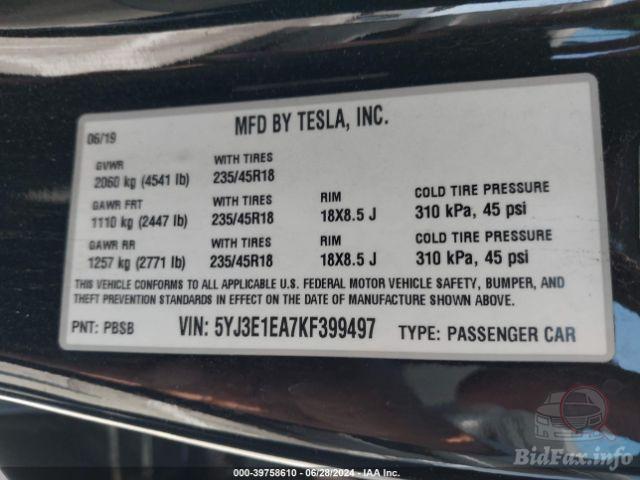 MFD BY TESLA, INC.
06/19
GVWR WITH TIRES
2060 kg (4541 lb) 235/45R18
GAWR FRT WITH TIRES RIM COLD TIRE PRESSURE
1110 kg (2447 lb) 235/45R18 18X8.5 J 310 kPa, 45 psi
GAWR RR WITH TIRES RIM COLD TIRE PRESSURE
1257 kg (2771 lb) 235/45R18 18X8.5 J 310 kPa, 45 psi
THIS VEHICLE CONFORMS TO ALL APPLICABLE U.S. FEDERAL MOTOR VEHICLE SAFETY, BUMPER, AND
THEFT PREVENTION STANDARDS IN EFFECT ON THE DATE OF MANUFACTURE SHOWN ABOVE.
PNT: PBSB VIN: 5YJ3E1EA7KF399497 TYPE: PASSENGER CAR
BidFax.info
000-39758610 - 06/28/2024 - IAA Inc.